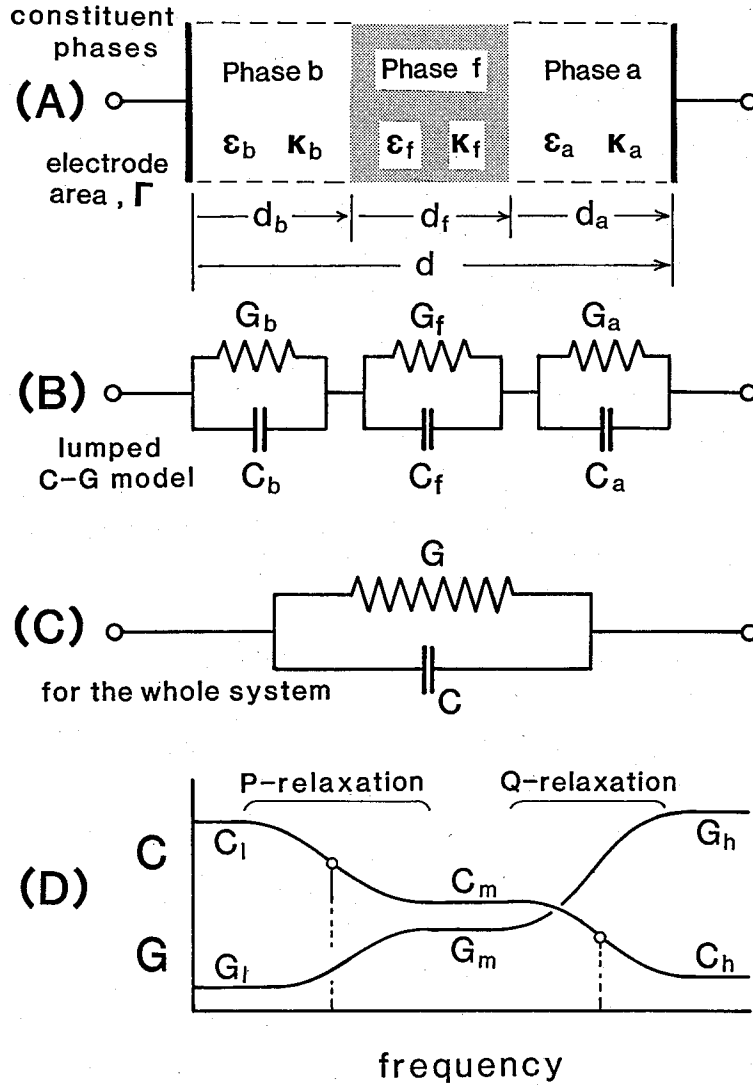 constituent
phases
(A)
Phase b Phase f Phase a
εb κb εf κf εa κa
electrode
area , Γ
db df da
d
Gb Gf Ga
(B)
lumped
C-G model
Cb Cf Ca
G
(C)
for the whole system
C
P-relaxation Q-relaxation
(D)
C
G
Cl Cm Gh
Gl Gm Ch
frequency